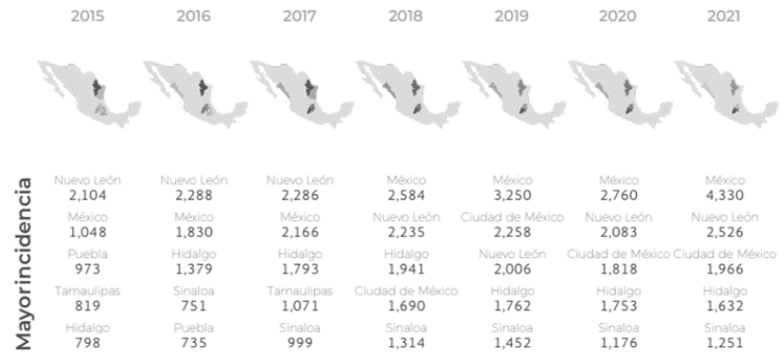 2015 2016 2017 2018 2019 2020 2021
Mayorincidencia
Nuevo León Nuevo León Nuevo León México México México México
2,104 2,288 2,286 2,584 3,250 2,760 4,330
México México México Nuevo León Ciudad de México Nuevo León Nuevo León
1,048 1,830 2,166 2,235 2,258 2,083 2,526
Puebla Hidalgo Hidalgo Hidalgo Nuevo León Ciudad de México Ciudad de México
973 1,379 1,793 1,941 2,006 1,818 1,966
Tamaulipas Sinaloa Tamaulipas Ciudad de México Hidalgo Hidalgo Hidalgo
819 751 1,071 1,690 1,762 1,753 1,632
Hidalgo Puebla Sinaloa Sinaloa Sinaloa Sinaloa Sinaloa
798 735 999 1,314 1,452 1,176 1,251